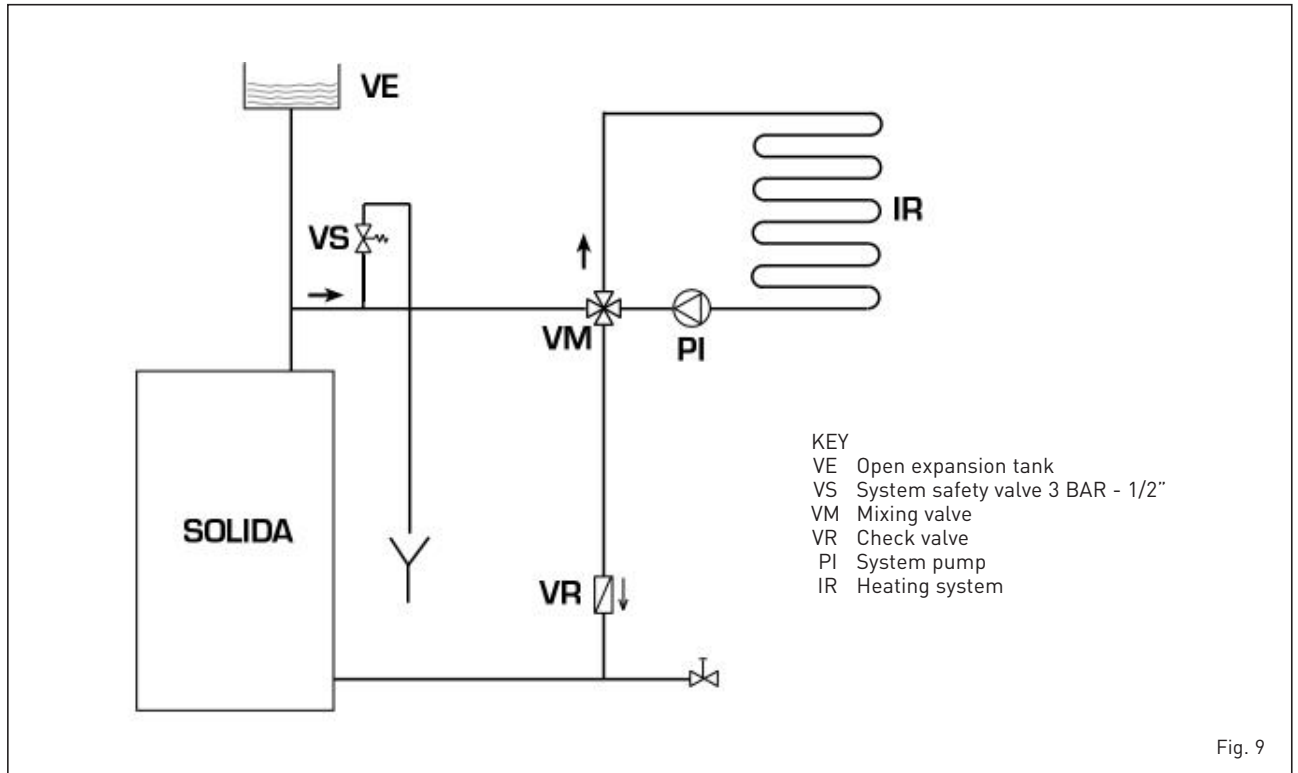 VE
VS
IR
VM
PI
SOLIDA
VR
KEY
VE Open expansion tank
VS System safety valve 3 BAR - 1/2”
VM Mixing valve
VR Check valve
PI System pump
IR Heating system
Fig. 9